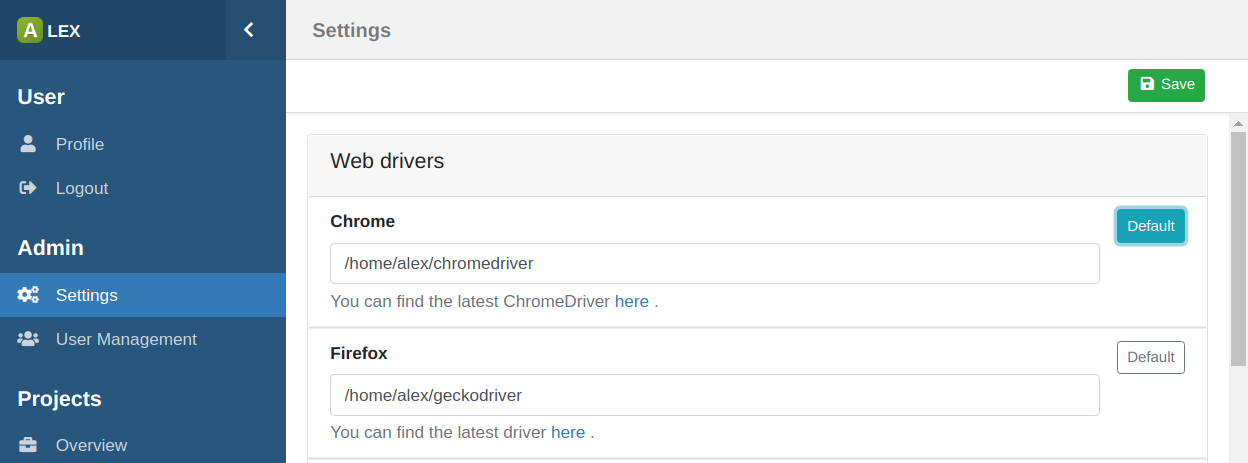 A LEX
Settings
Save
User
Profile
Logout
Admin
Settings
User Management
Projects
Overview
Web drivers
Chrome
Default
/home/alex/chromedriver
You can find the latest ChromeDriver here .
Firefox
Default
/home/alex/geckodriver
You can find the latest driver here .